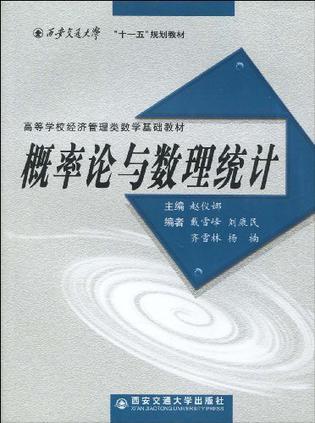 西安交通大学 "十一五"规划教材
高等学校经济管理类数学基础教材
概率论与数理统计
主编 赵仪娜
编者 戴雪峰 刘康民
齐雪林 杨楠
西安交通大学出版社
XI'AN JIAOTONG UNIVERSITY PRESS